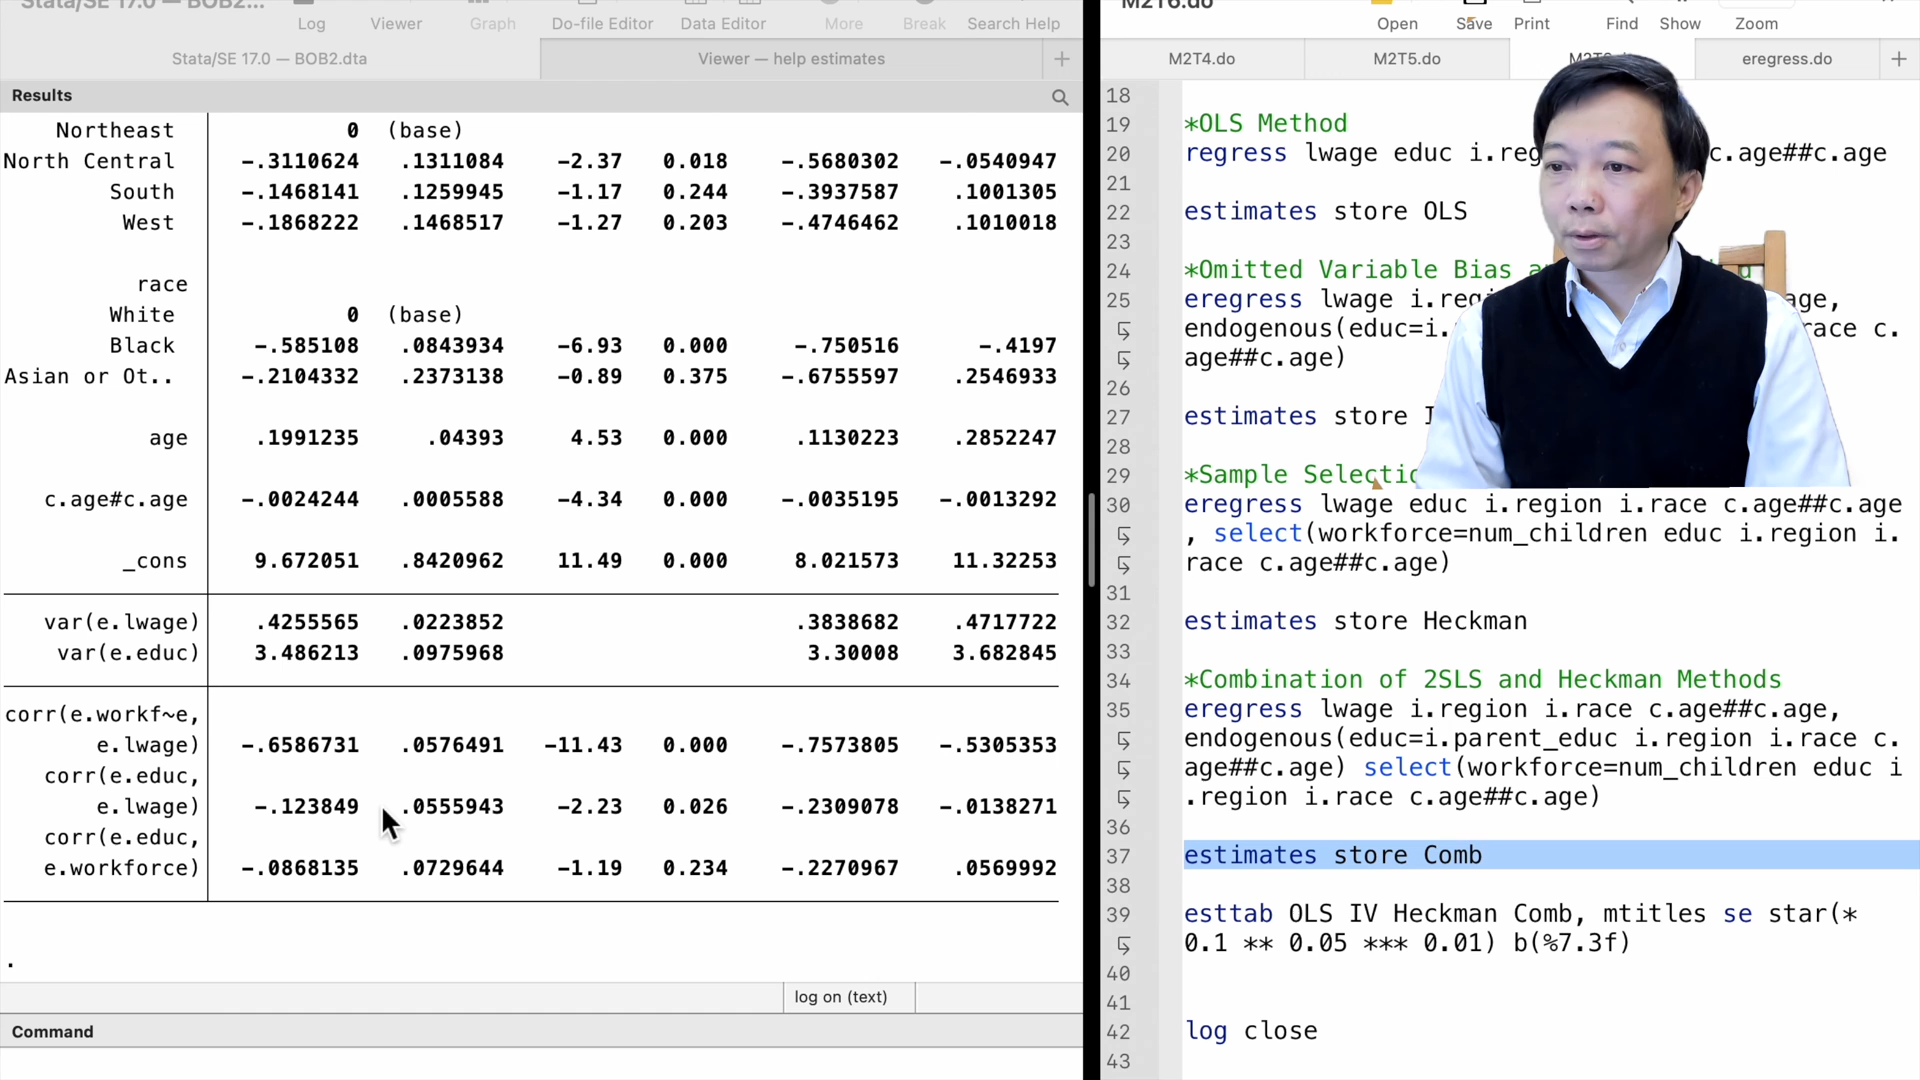 Stata/SE 17.0 — BOB2...
Log Viewer Graph Do-file Editor Data Editor More Break Search Help
Stata/SE 17.0 — BOB2.dta
Viewer — help estimates
Results
Northeast 0 (base)
North Central -.3110624 .1311084 -2.37 0.018 -.5680302 -.0540947
South -.1468141 .1259945 -1.17 0.244 -.3937587 .1001305
West -.1868222 .1468517 -1.27 0.203 -.4746462 .1010018
race
White 0 (base)
Black -.585108 .0843934 -6.93 0.000 -.750516 -.4197
Asian or Ot.. -.2104332 .2373138 -0.89 0.375 -.6755597 .2546933
age .1991235 .04393 4.53 0.000 .1130223 .2852247
c.age#c.age -.0024244 .0005588 -4.34 0.000 -.0035195 -.0013292
_cons 9.672051 .8420962 11.49 0.000 8.021573 11.32253
var(e.lwage) .4255565 .0223852 .3838682 .4717722
var(e.educ) 3.486213 .0975968 3.30008 3.682845
corr(e.workf~e,
e.lwage) -.6586731 .0576491 -11.43 0.000 -.7573805 -.5305353
corr(e.educ,
e.lwage) -.123849 .0555943 -2.23 0.026 -.2309078 -.0138271
corr(e.educ,
e.workforce) -.0868135 .0729644 -1.19 0.234 -.2270967 .0569992
.
log on (text)
Command
M2T6.do
Open Save Print Find Show Zoom
M2T4.do M2T5.do eregress.do
18
19 *OLS Method
20 regress lwage educ c.age##c.age
21
22 estimates store OLS
23
24 *Omitted Variable Bias
25 eregress lwage
endogenous(educ=i. race c.
age##c.age)
26
27 estimates store
28
29 *Sample
30 eregress lwage educ i.region i.race c.age##c.age
, select(workforce=num_children educ i.region i.
race c.age##c.age)
31
32 estimates store Heckman
33
34 *Combination of 2SLS and Heckman Methods
35 eregress lwage i.region i.race c.age##c.age,
endogenous(educ=i.parent_educ i.region i.race c.
age##c.age) select(workforce=num_children educ i
.region i.race c.age##c.age)
36
37 estimates store Comb
38
39 esttab OLS IV Heckman Comb, mtitles se star(*
0.1 ** 0.05 *** 0.01) b(%7.3f)
40
41
42 log close
43